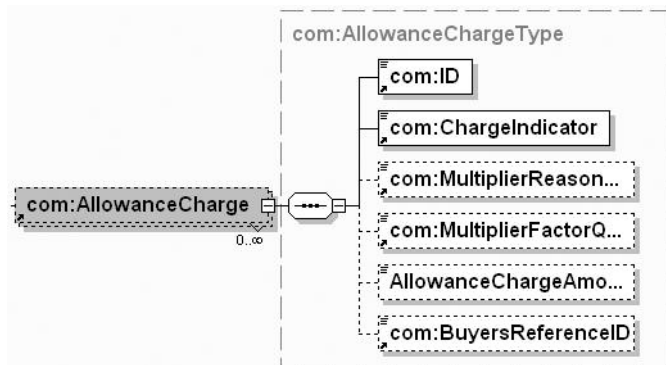 com:AllowanceChargeType
com:ID
com:ChargeIndicator
com:MultiplierReason...
com:AllowanceCharge
0..∞
com:MultiplierFactorQ...
AllowanceChargeAmo...
com:BuyersReferenceID